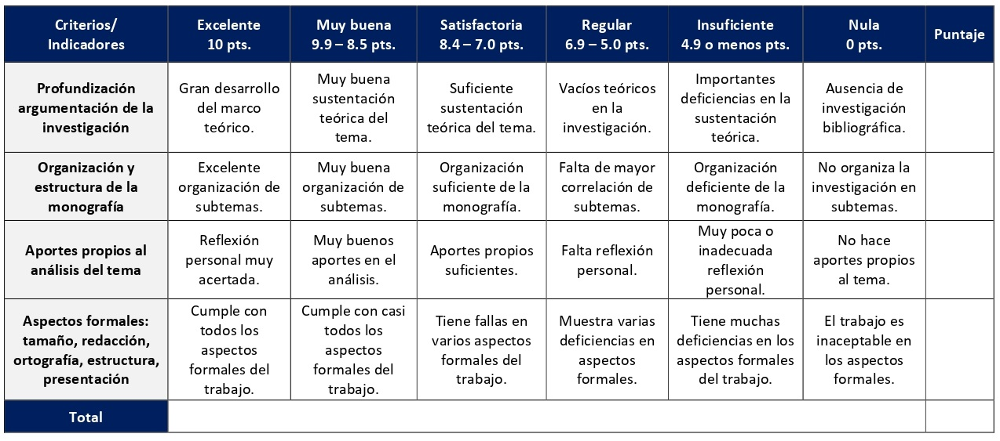 Criterios/
Indicadores
Excelente
10 pts.
Muy buena
9.9 – 8.5 pts.
Satisfactoria
8.4 – 7.0 pts.
Regular
6.9 – 5.0 pts.
Insuficiente
4.9 o menos pts.
Nula
0 pts.
Puntaje
Profundización
argumentación de la
investigación
Gran desarrollo
del marco
teórico.
Muy buena
sustentación
teórica del
tema.
Suficiente
sustentación
teórica del tema.
Vacíos teóricos
en la
investigación.
Importantes
deficiencias en la
sustentación
teórica.
Ausencia de
investigación
bibliográfica.
Organización y
estructura de la
monografía
Excelente
organización de
subtemas.
Muy buena
organización de
subtemas.
Organización
suficiente de la
monografía.
Falta de mayor
correlación de
subtemas.
Organización
deficiente de la
monografía.
No organiza la
investigación en
subtemas.
Aportes propios al
análisis del tema
Reflexión
personal muy
acertada.
Muy buenos
aportes en el
análisis.
Aportes propios
suficientes.
Falta reflexión
personal.
Muy poca o
inadecuada
reflexión
personal.
No hace
aportes propios
al tema.
Aspectos formales:
tamaño, redacción,
ortografía, estructura,
presentación
Cumple con
todos los
aspectos
formales del
trabajo.
Cumple con casi
todos los
aspectos
formales del
trabajo.
Tiene fallas en
varios aspectos
formales del
trabajo.
Muestra varias
deficiencias en
aspectos
formales.
Tiene muchas
deficiencias en los
aspectos formales
del trabajo.
El trabajo es
inaceptable en
los aspectos
formales.
Total